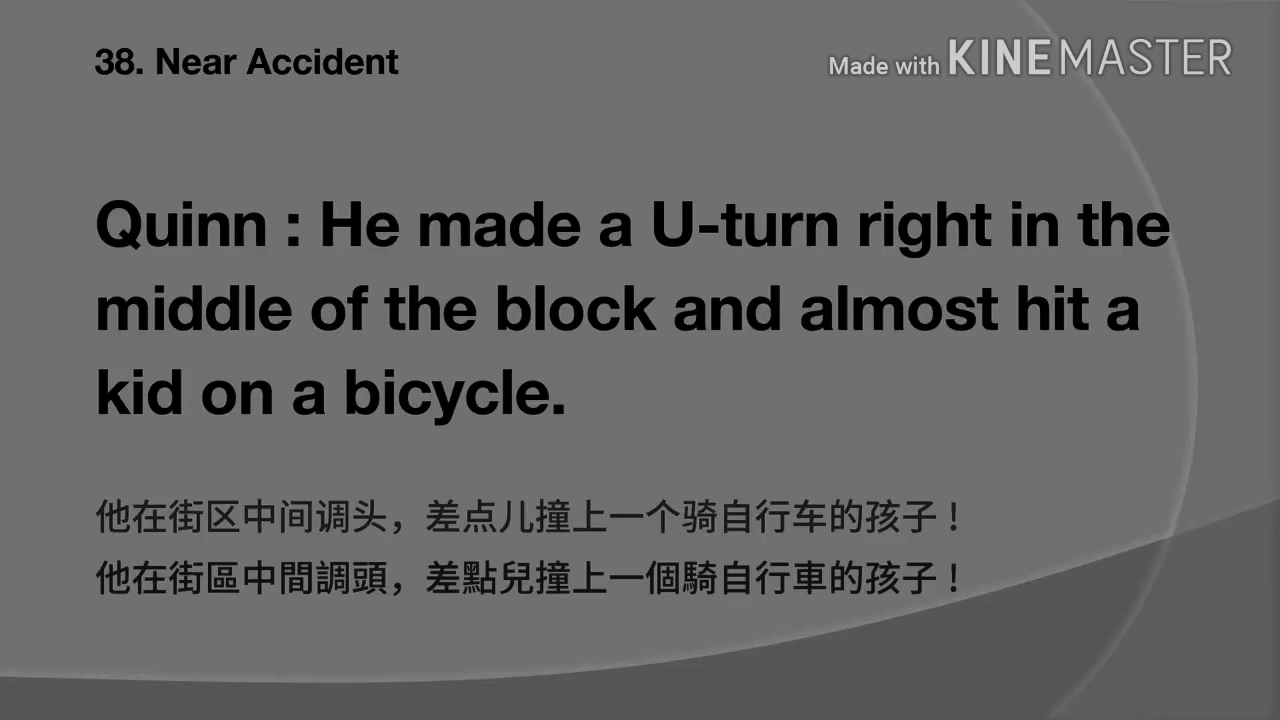 38. Near Accident
Made with KINEMASTER
Quinn : He made a U-turn right in the
middle of the block and almost hit a
kid on a bicycle.
他在街区中间调头，差点儿撞上一个骑自行车的孩子！
他在街區中間調頭，差點兒撞上一個騎自行車的孩子！